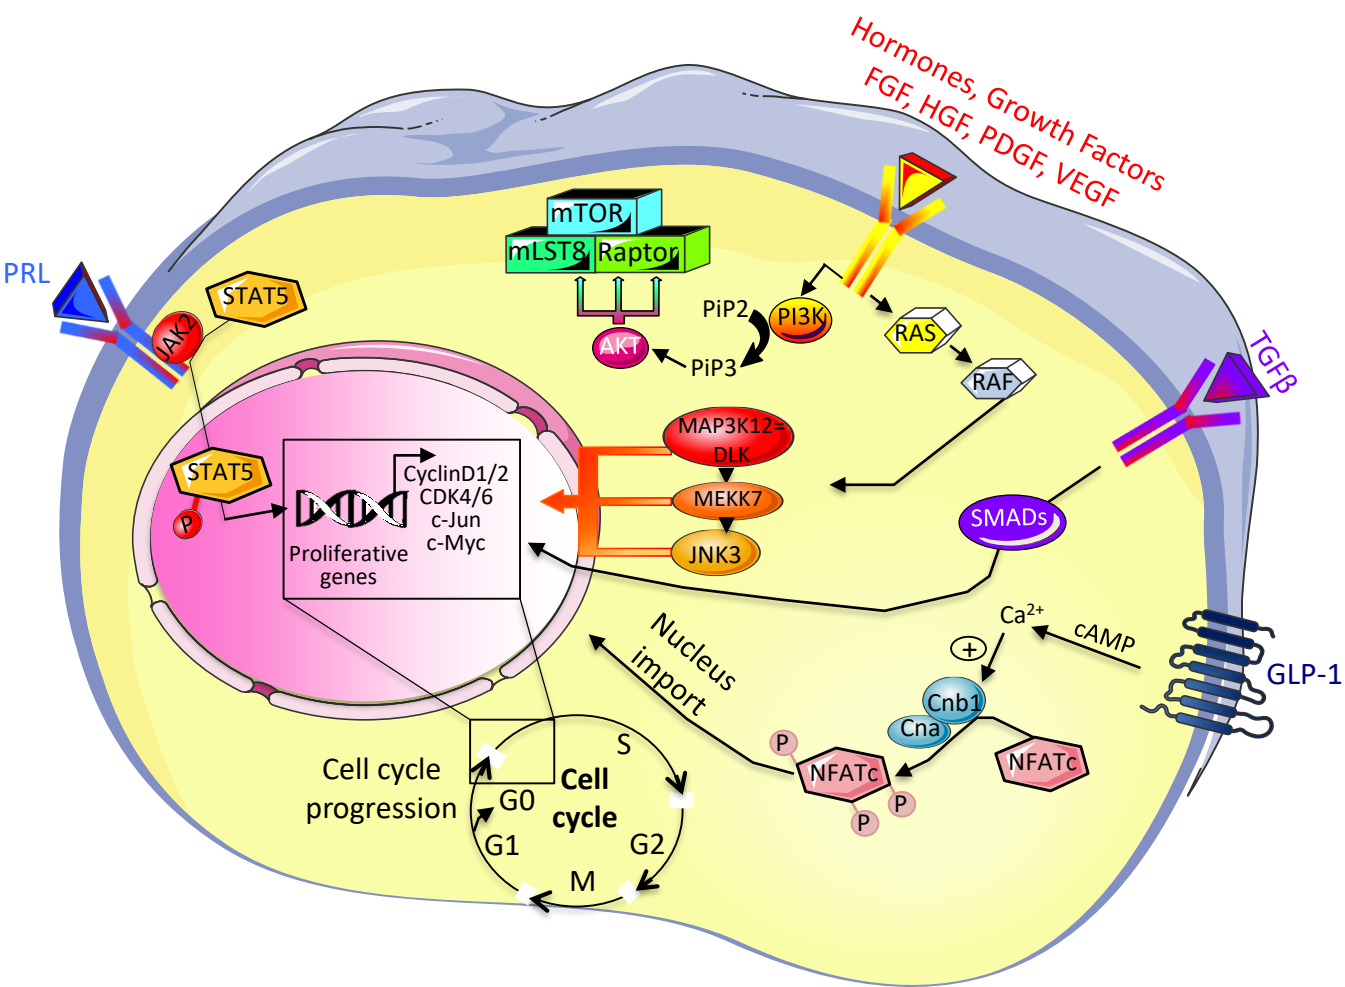 Hormones, Growth Factors
FGF, HGF, PDGF, VEGF
PRL
STAT5
JAK2
mTOR
mLST8
Raptor
AKT
PiP2
PiP3
PI3K
RAS
RAF
TGFβ
STAT5
P
CyclinD1/2
CDK4/6
c-Jun
c-Myc
Proliferative
genes
MAP3K12=
DLK
MEKK7
JNK3
SMADs
Ca²⁺
cAMP
+
GLP-1
Cnb1
Cna
NFATc
NFATc
P
P
P
Nucleus
import
Cell cycle
progression
Cell
cycle
S
G0
G1
G2
M